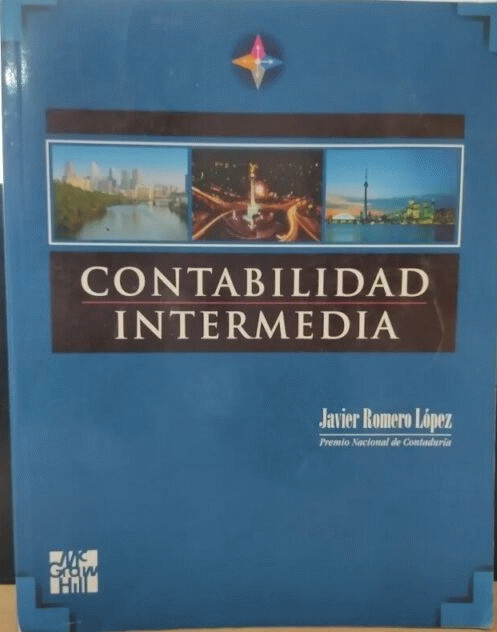 CONTABILIDAD
INTERMEDIA
Javier Romero López
Premio Nacional de Contaduría
Mc
Graw
Hill